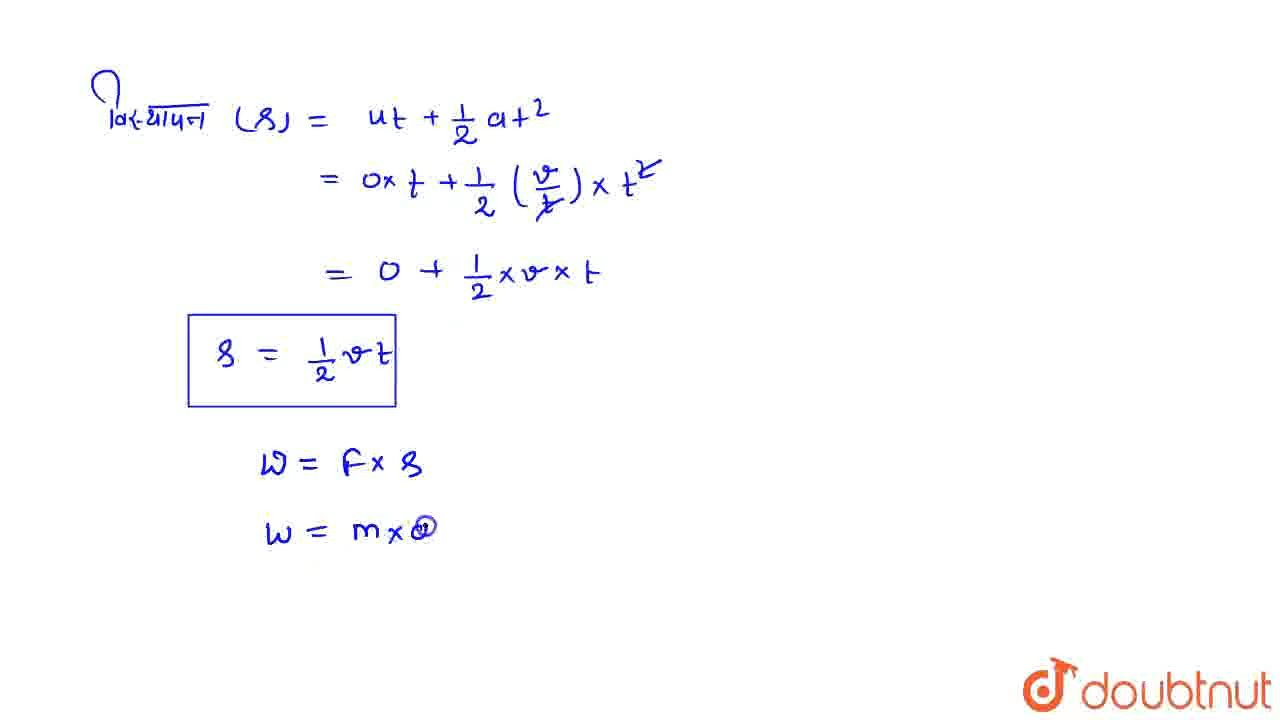 विस्थापन (s) = ut + 1/2 at²
= 0× t + 1/2 (v/t) × t²
= 0 + 1/2 × v × t
s = 1/2 vt
W = F × s
W = m × a
doubtnut